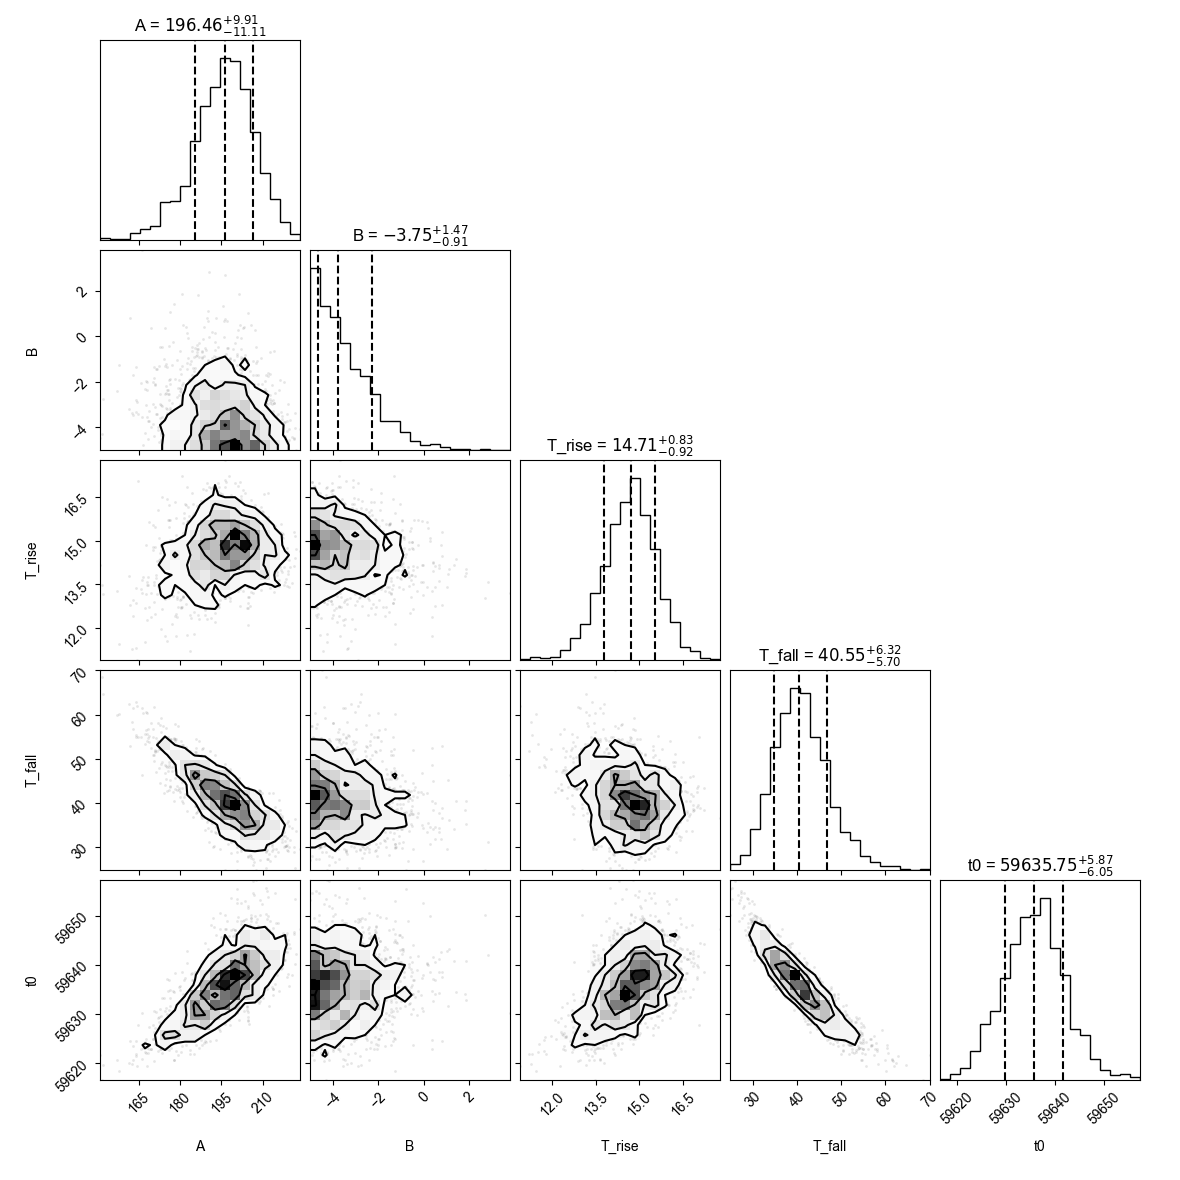 A = 196.46+9.91−11.11
B = −3.75+1.47−0.91
2
0
-2
-4
B
T_rise = 14.71+0.83−0.92
16.5
15.0
13.5
12.0
T_rise
T_fall = 40.55+6.32−5.70
70
60
50
40
30
T_fall
t0 = 59635.75+5.87−6.05
59650
59640
59630
59620
t0
165 180 195 210 -4 -2 0 2 12.0 13.5 15.0 16.5 30 40 50 60 70 59620 59630 59640 59650
A B T_rise T_fall t0